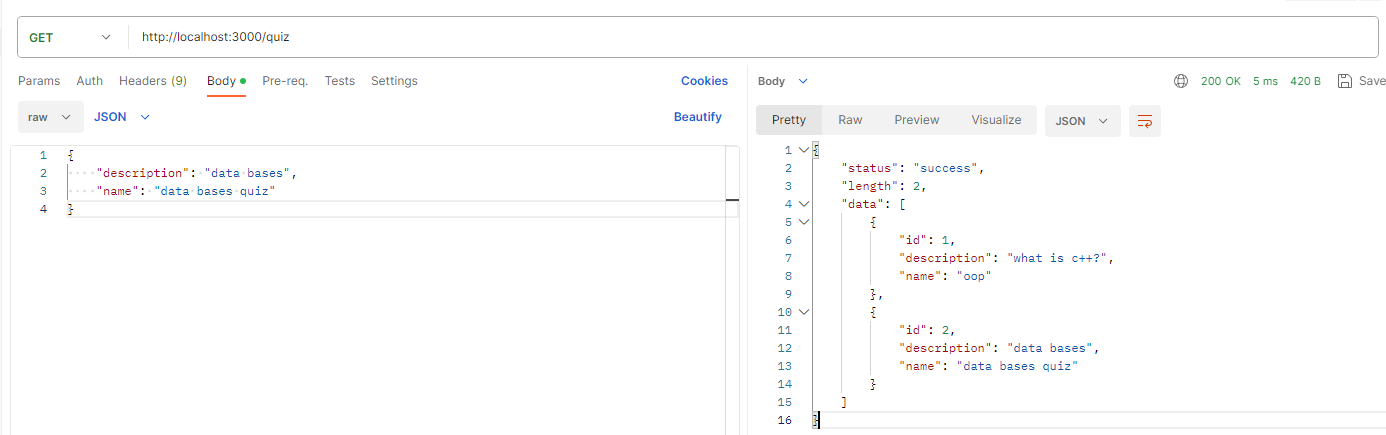 GET http://localhost:3000/quiz
Params Auth Headers (9) Body Pre-req. Tests Settings Cookies
raw JSON Beautify
1 {
2 "description": "data bases",
3 "name": "data bases quiz"
4 }
Body 200 OK 5 ms 420 B Save
Pretty Raw Preview Visualize JSON
1 {
2 "status": "success",
3 "length": 2,
4 "data": [
5 {
6 "id": 1,
7 "description": "what is c++?",
8 "name": "oop"
9 },
10 {
11 "id": 2,
12 "description": "data bases",
13 "name": "data bases quiz"
14 }
15 ]
16 }